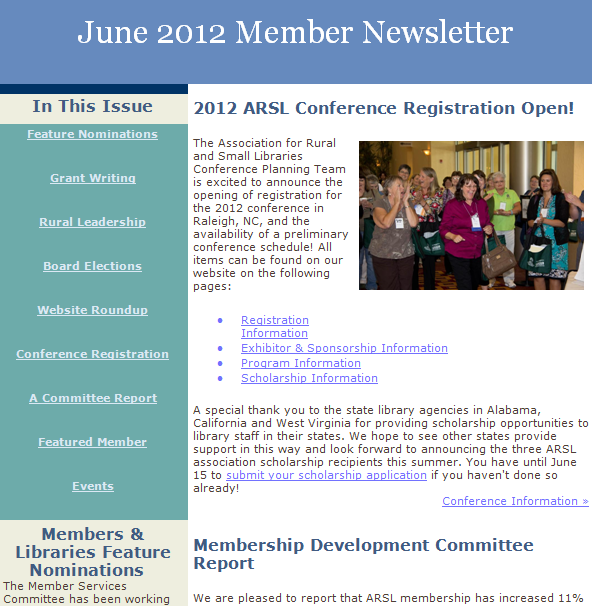 June 2012 Member Newsletter
In This Issue
Feature Nominations
Grant Writing
Rural Leadership
Board Elections
Website Roundup
Conference Registration
A Committee Report
Featured Member
Events
Members &
Libraries Feature
Nominations
The Member Services
Committee has been working
2012 ARSL Conference Registration Open!
The Association for Rural
and Small Libraries
Conference Planning Team
is excited to announce the
opening of registration for
the 2012 conference in
Raleigh, NC, and the
availability of a preliminary
conference schedule! All
items can be found on our
website on the following
pages:
Registration
Information
Exhibitor & Sponsorship Information
Program Information
Scholarship Information
A special thank you to the state library agencies in Alabama,
California and West Virginia for providing scholarship opportunities to
library staff in their states. We hope to see other states provide
support in this way and look forward to announcing the three ARSL
association scholarship recipients this summer. You have until June
15 to submit your scholarship application if you haven't done so
already!
Conference Information »
Membership Development Committee
Report
We are pleased to report that ARSL membership has increased 11%